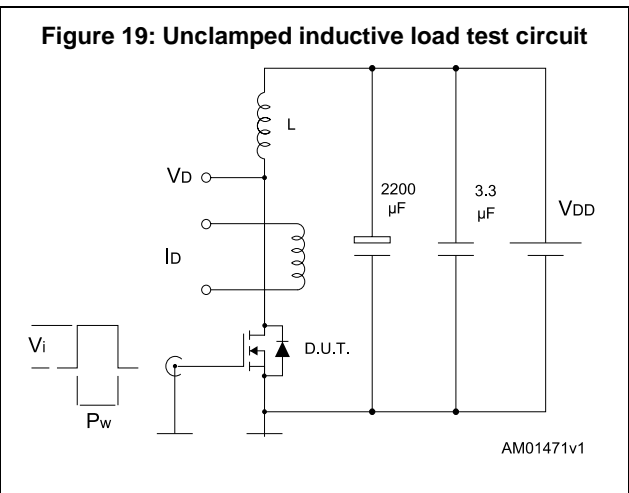 Figure 19: Unclamped inductive load test circuit
L
VD
2200
µF
3.3
µF
VDD
ID
Vi
D.U.T.
Pw
AM01471v1